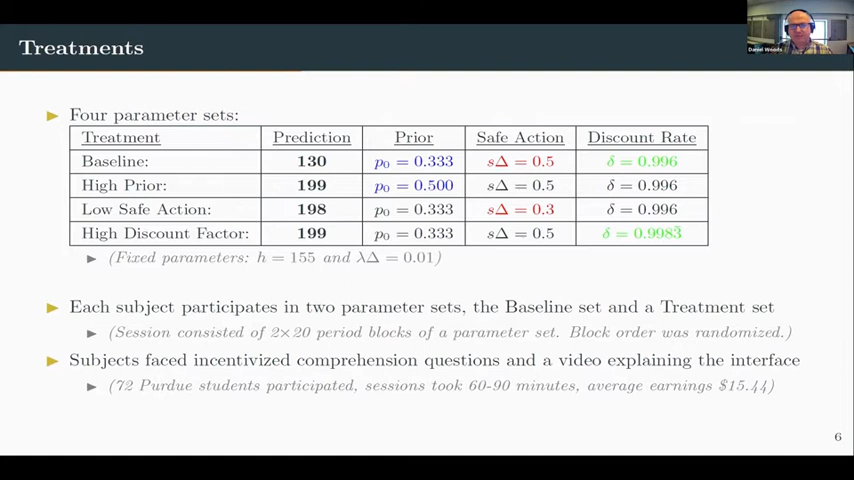 Treatments
Daniel Woods
Four parameter sets:
Treatment Prediction Prior Safe Action Discount Rate
Baseline: 130 p₀ = 0.333 sΔ = 0.5 δ = 0.996
High Prior: 199 p₀ = 0.500 sΔ = 0.5 δ = 0.996
Low Safe Action: 198 p₀ = 0.333 sΔ = 0.3 δ = 0.996
High Discount Factor: 199 p₀ = 0.333 sΔ = 0.5 δ = 0.9983̄
(Fixed parameters: h = 155 and λΔ = 0.01)
Each subject participates in two parameter sets, the Baseline set and a Treatment set
(Session consisted of 2×20 period blocks of a parameter set. Block order was randomized.)
Subjects faced incentivized comprehension questions and a video explaining the interface
(72 Purdue students participated, sessions took 60-90 minutes, average earnings $15.44)
6